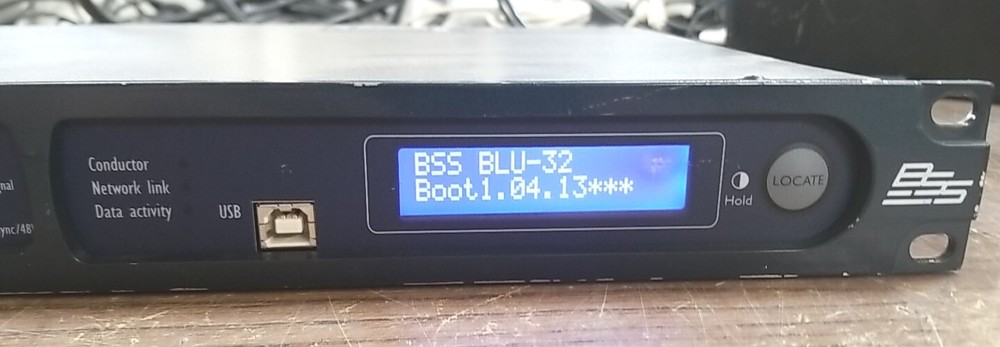 Conductor
Network link
Data activity
USB
BSS BLU-32
Boot1.04.13***
Hold
LOCATE
BSS